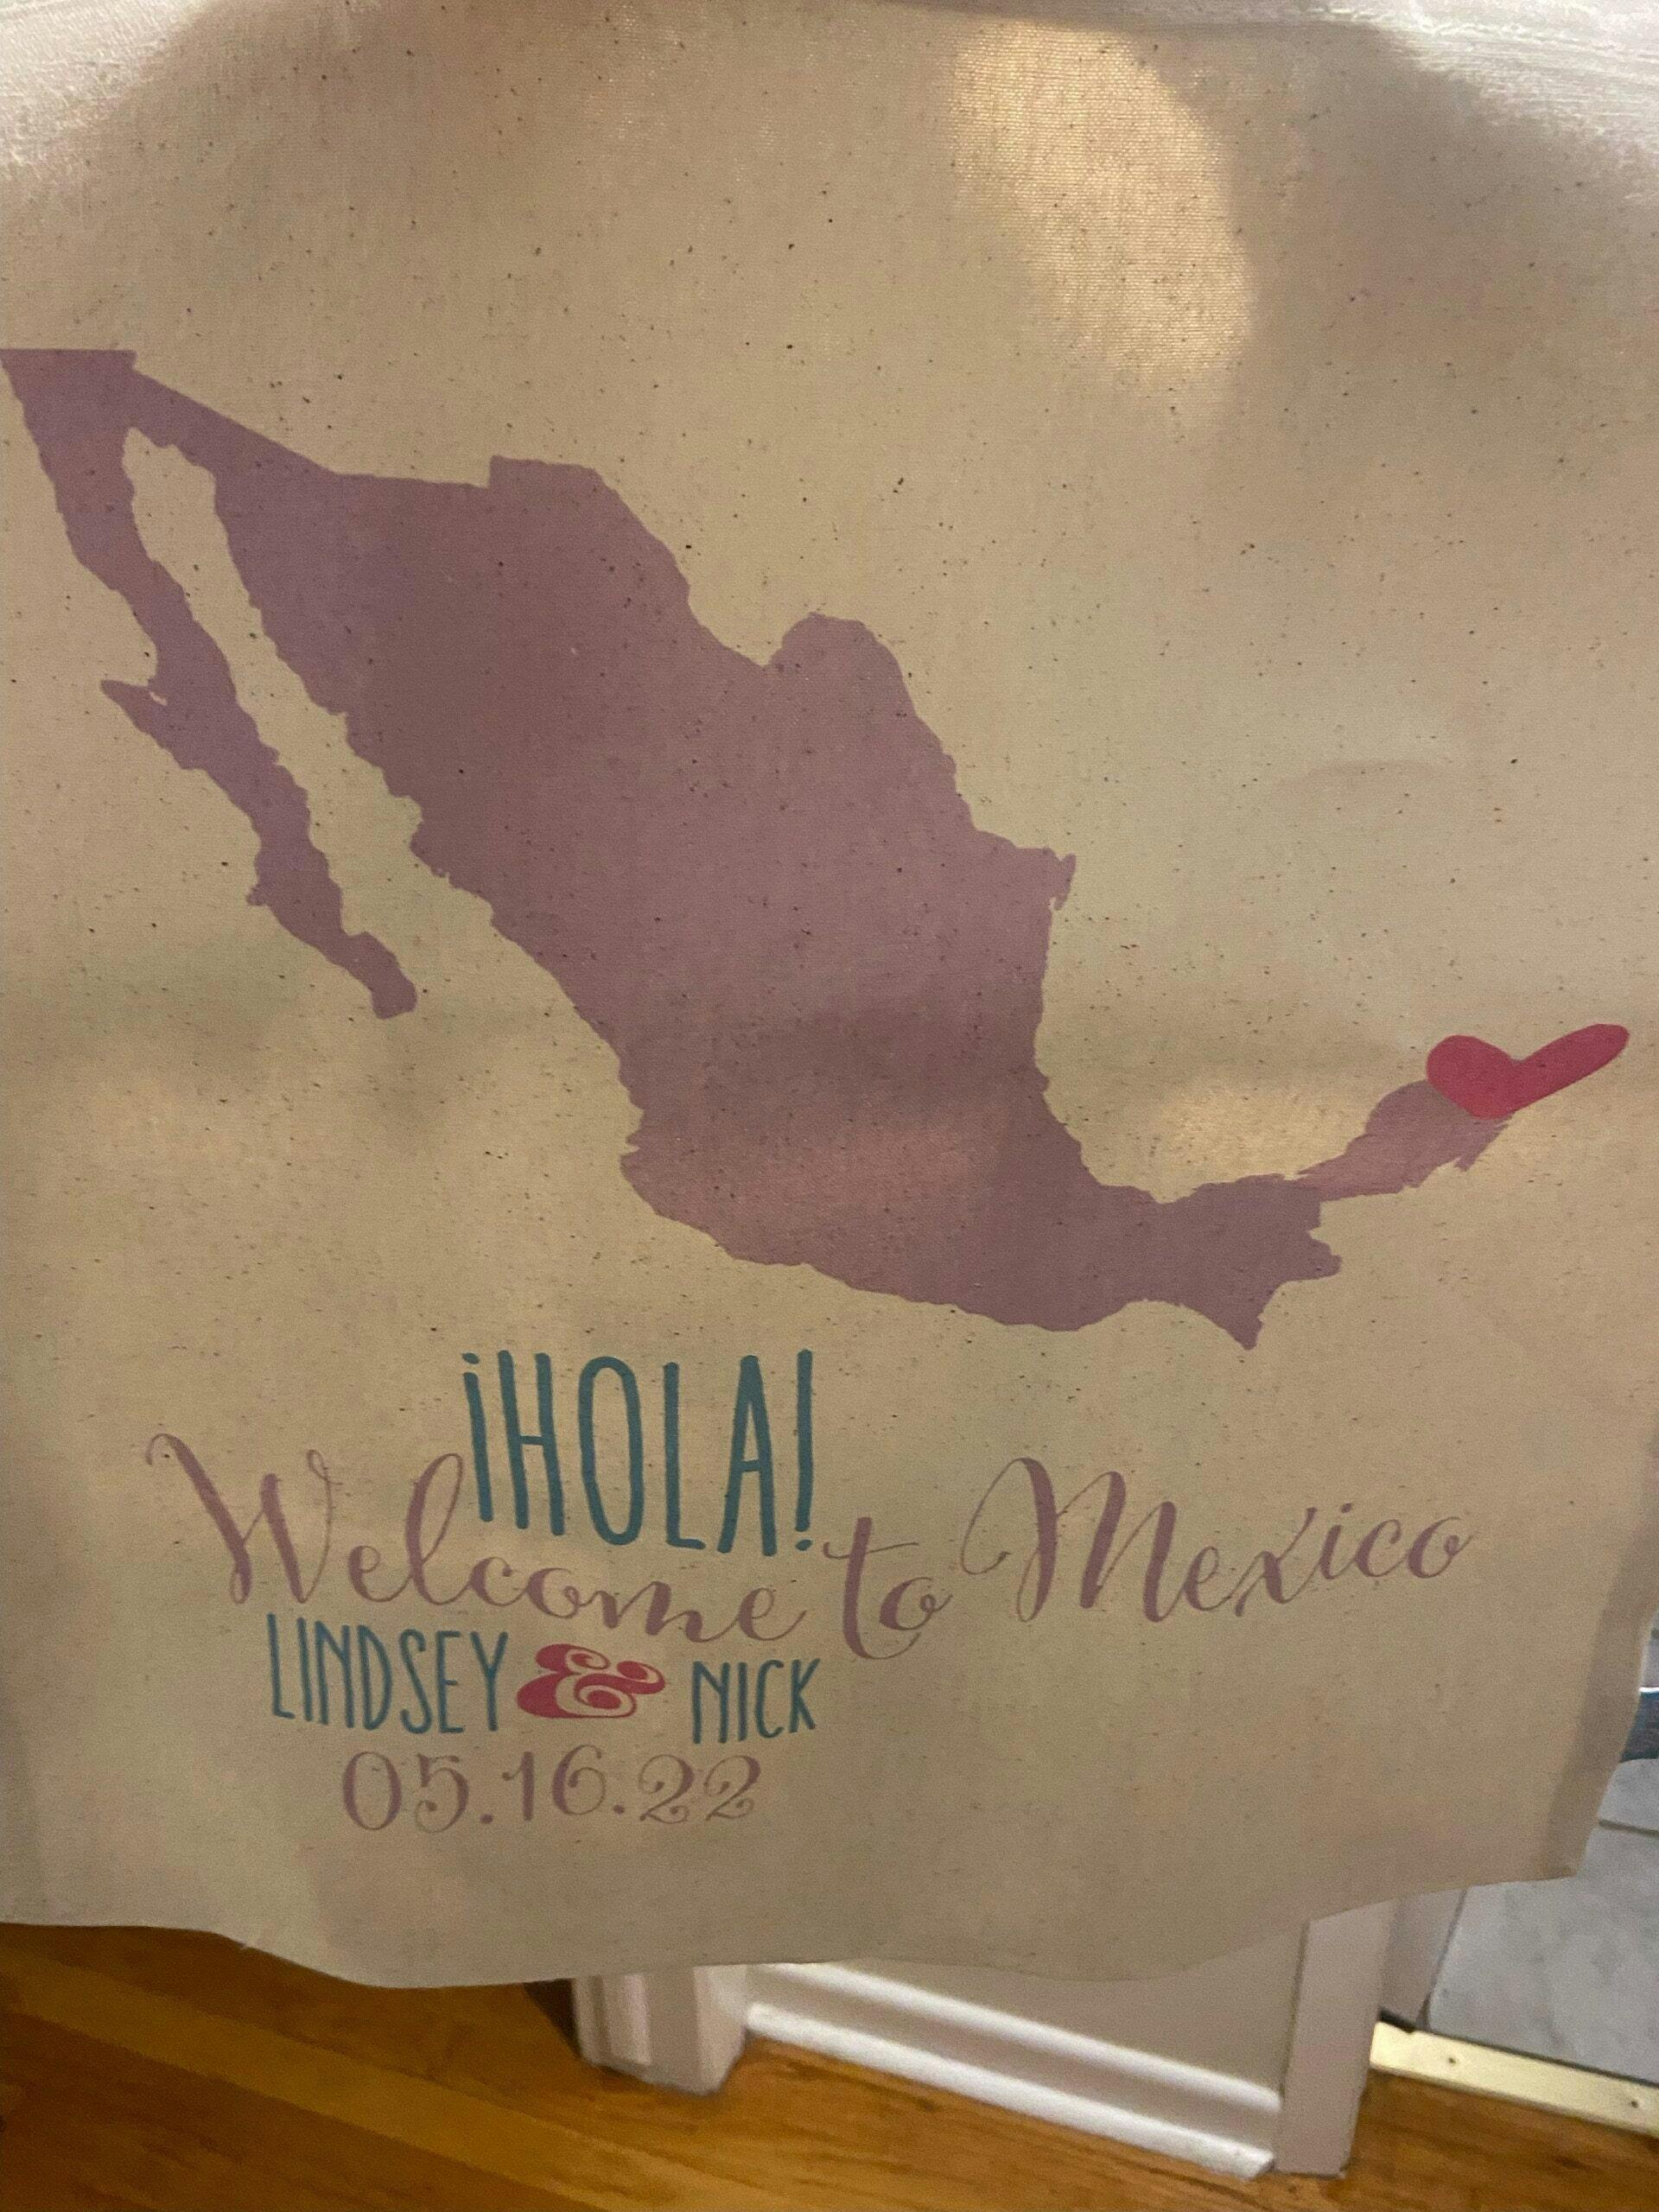 ¡HOLA!
Welcome to Mexico
LINDSEY & NICK
05.16.22